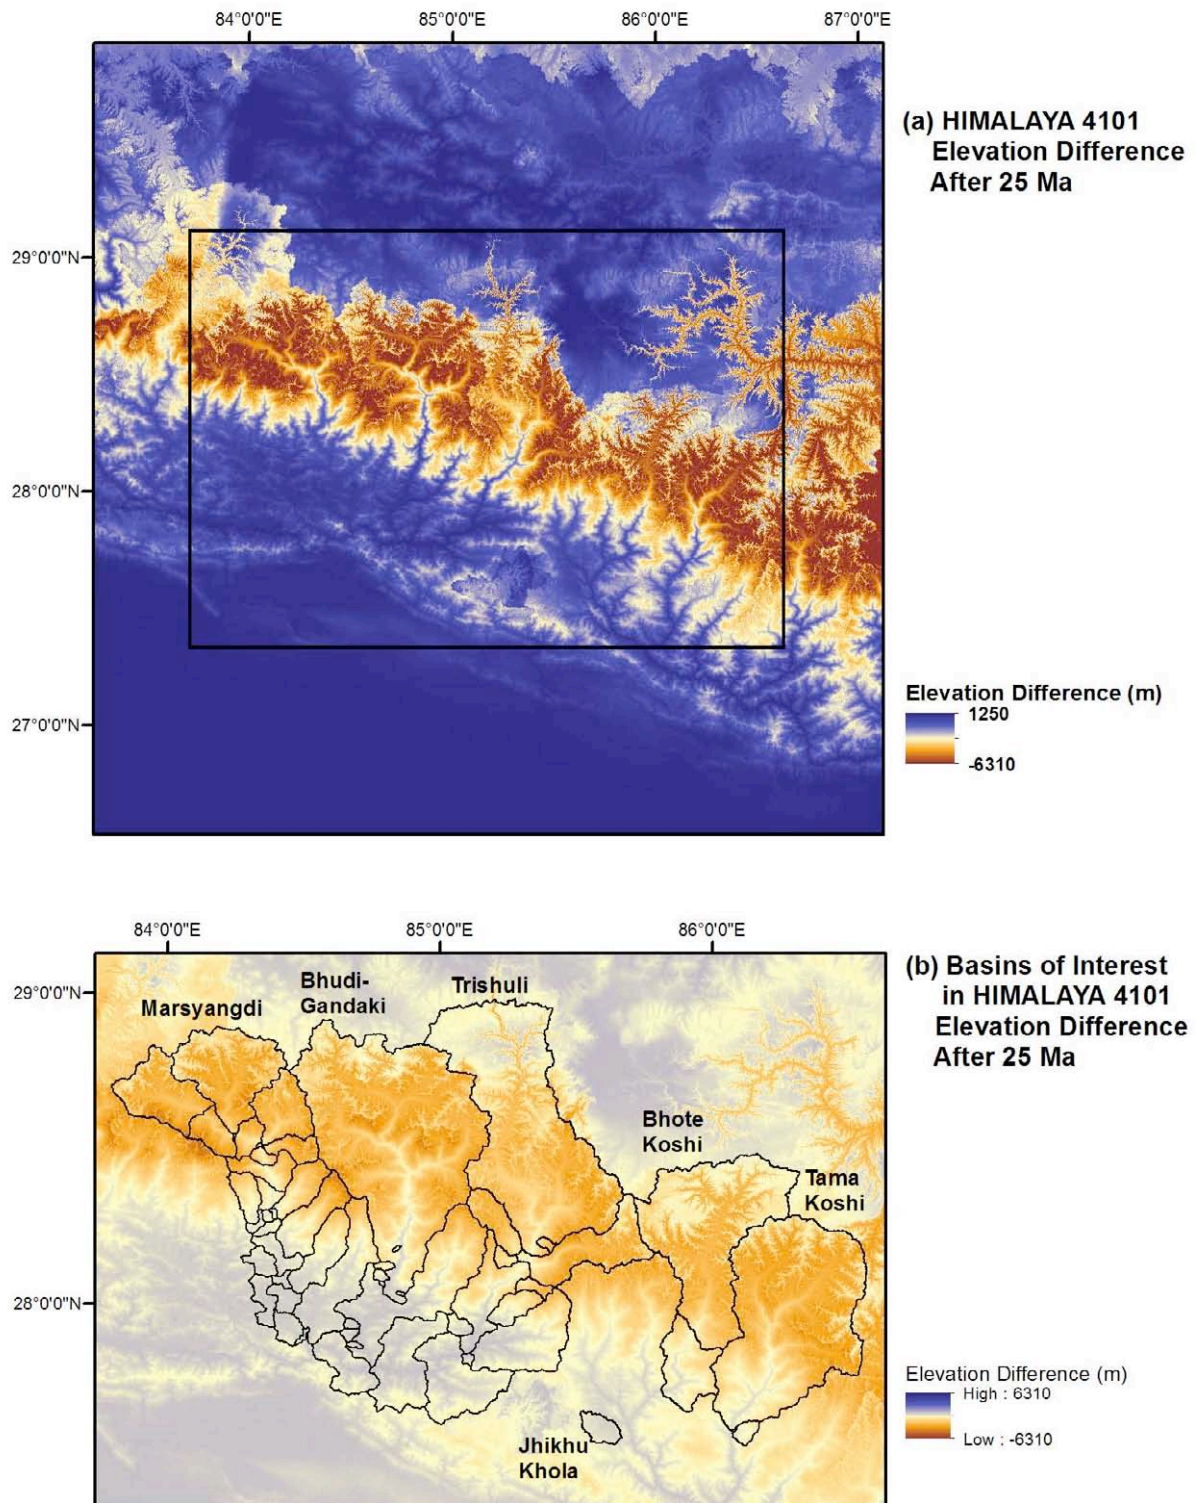 84°0'0"E 85°0'0"E 86°0'0"E 87°0'0"E
(a) HIMALAYA 4101
Elevation Difference
After 25 Ma
29°0'0"N
28°0'0"N
27°0'0"N
Elevation Difference (m)
1250
-6310
84°0'0"E 85°0'0"E 86°0'0"E
(b) Basins of Interest
in HIMALAYA 4101
Elevation Difference
After 25 Ma
29°0'0"N
28°0'0"N
Marsyangdi
Bhudi-
Gandaki
Trishuli
Bhote
Koshi
Tama
Koshi
Jhikhu
Khola
Elevation Difference (m)
High : 6310
Low : -6310